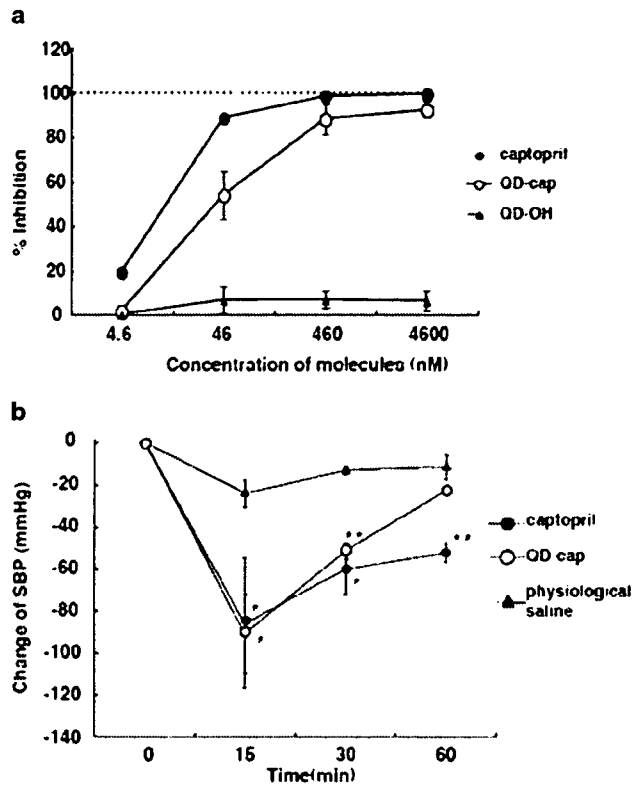 a
120
100
80
60
40
20
0
% Inhibition
4.6 46 460 4600
Concentration of molecules (nM)
captopril
QD-cap
QD-OH
b
0
-20
-40
-60
-80
-100
-120
-140
Change of SBP (mmHg)
0 15 30 60
Time(min)
captopril
QD cap
physiological
saline